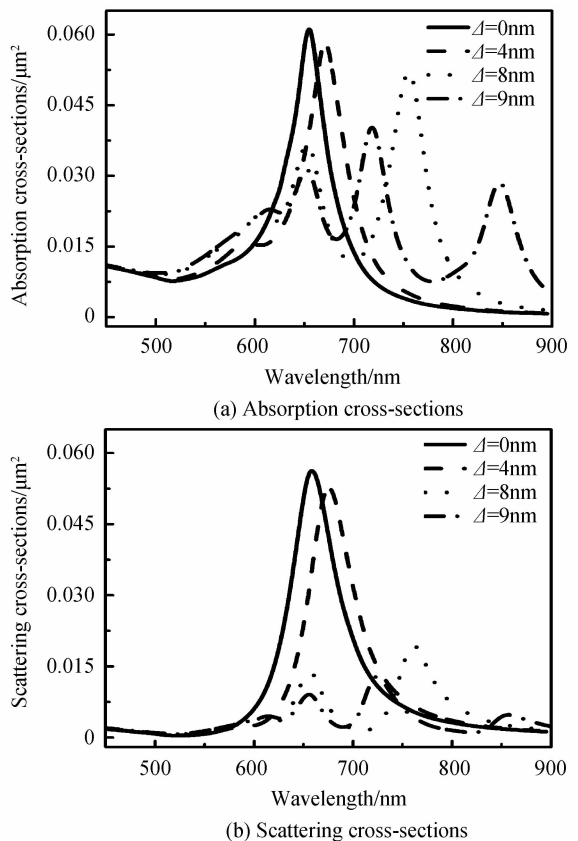 Absorption cross-sections/μm²
0.060
0.045
0.030
0.015
0
Δ=0nm
Δ=4nm
Δ=8nm
Δ=9nm
500 600 700 800 900
Wavelength/nm
(a) Absorption cross-sections
Scattering cross-sections/μm²
0.060
0.045
0.030
0.015
0
Δ=0nm
Δ=4nm
Δ=8nm
Δ=9nm
500 600 700 800 900
Wavelength/nm
(b) Scattering cross-sections